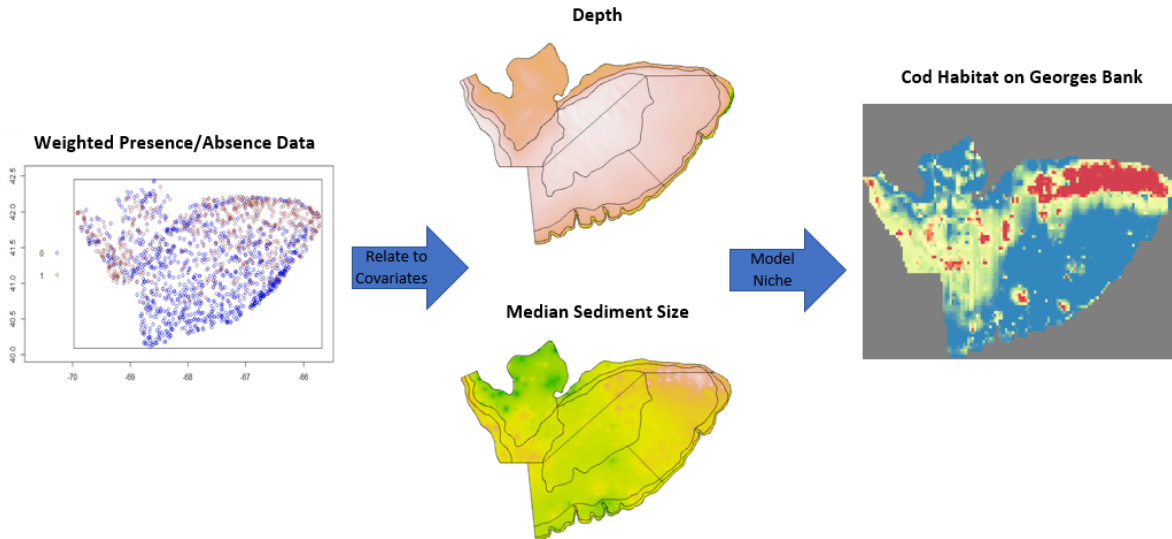 Depth
Cod Habitat on Georges Bank
Weighted Presence/Absence Data
42.5
42.0
41.5
41.0
40.5
40.0
0
1
-70
-69
-68
-67
-66
Relate to
Covariates
Model
Niche
Median Sediment Size